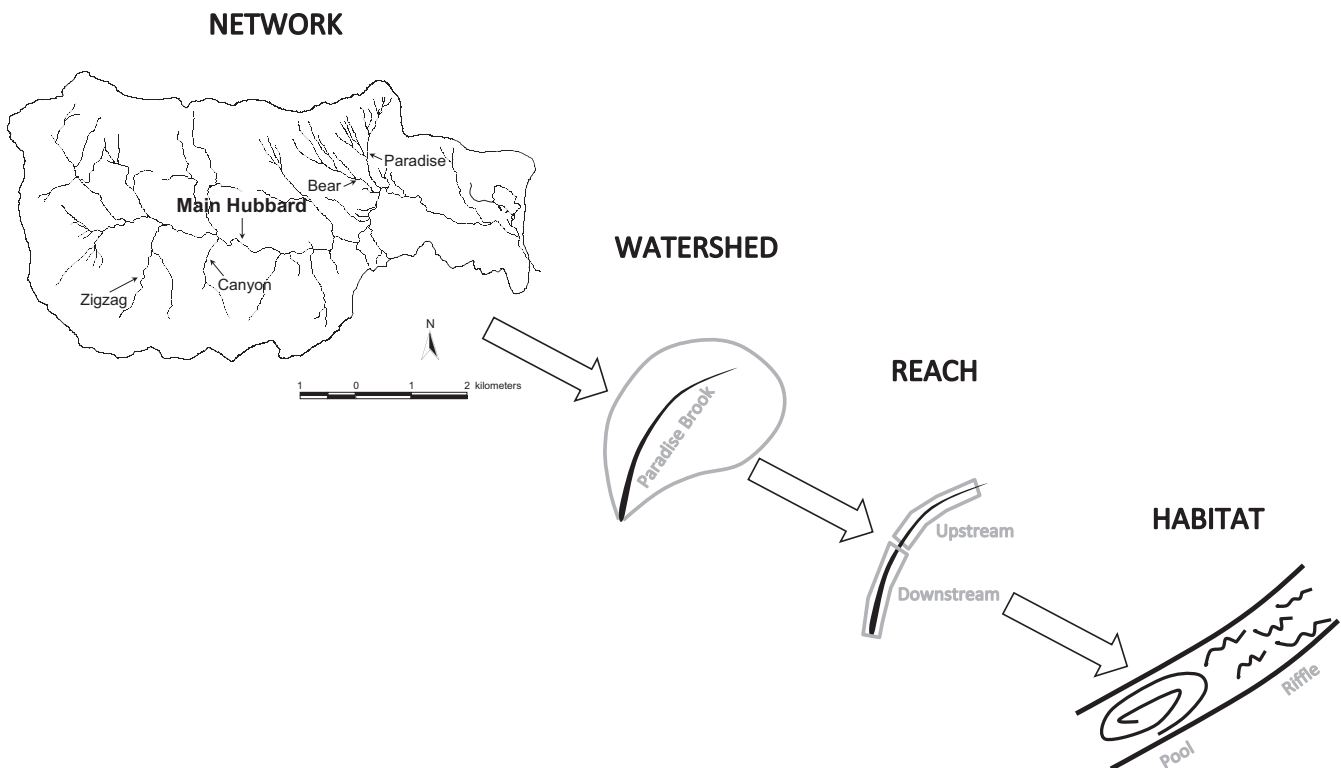 NETWORK
Paradise
Bear
Main Hubbard
Canyon
Zigzag
N
1 0 1 2 kilometers
WATERSHED
Paradise Brook
REACH
Upstream
Downstream
HABITAT
Riffle
Pool